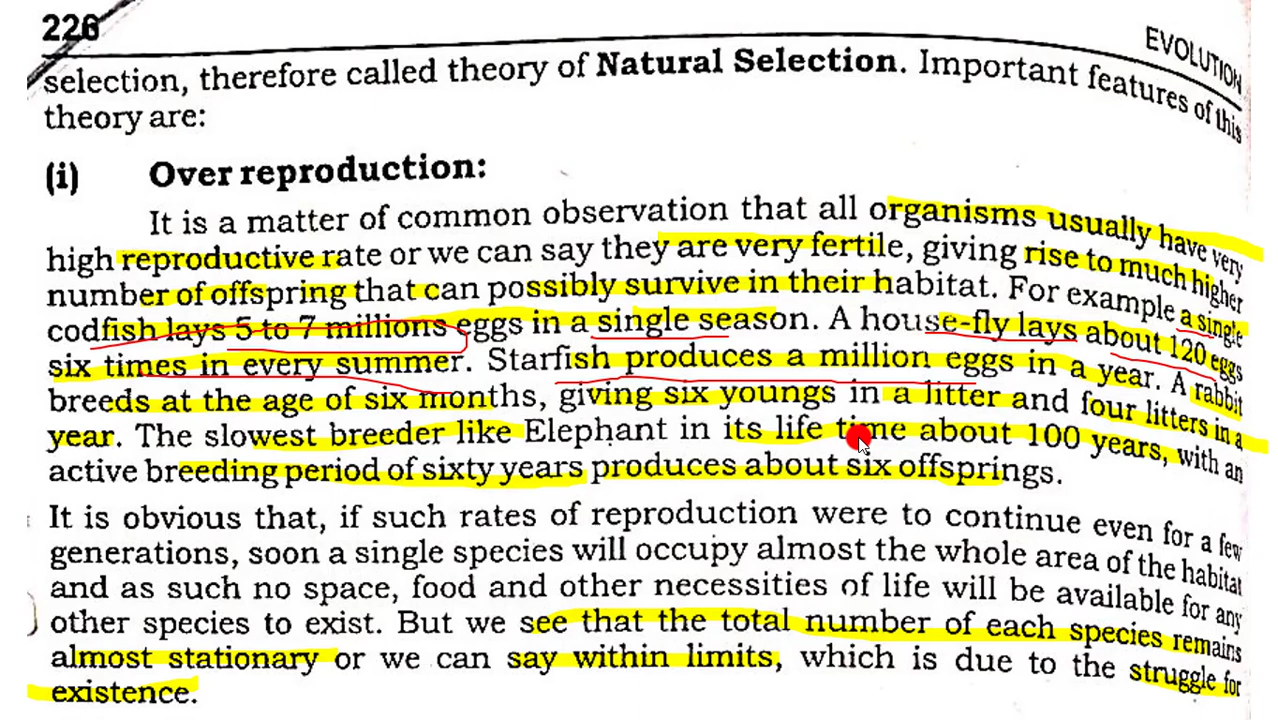 226
EVOLUTION
selection, therefore called theory of Natural Selection. Important features of this
theory are:
(i) Over reproduction:
It is a matter of common observation that all organisms usually have very
high reproductive rate or we can say they are very fertile, giving rise to much higher
number of offspring that can possibly survive in their habitat. For example a single
codfish lays 5 to 7 millions eggs in a single season. A house-fly lays about 120 eggs
six times in every summer. Starfish produces a million eggs in a year. A rabbit
breeds at the age of six months, giving six youngs in a litter and four litters in a
year. The slowest breeder like Elephant in its life time about 100 years, with an
active breeding period of sixty years produces about six offsprings.
It is obvious that, if such rates of reproduction were to continue even for a few
generations, soon a single species will occupy almost the whole area of the habitat
and as such no space, food and other necessities of life will be available for any
other species to exist. But we see that the total number of each species remains
almost stationary or we can say within limits, which is due to the struggle for
existence.